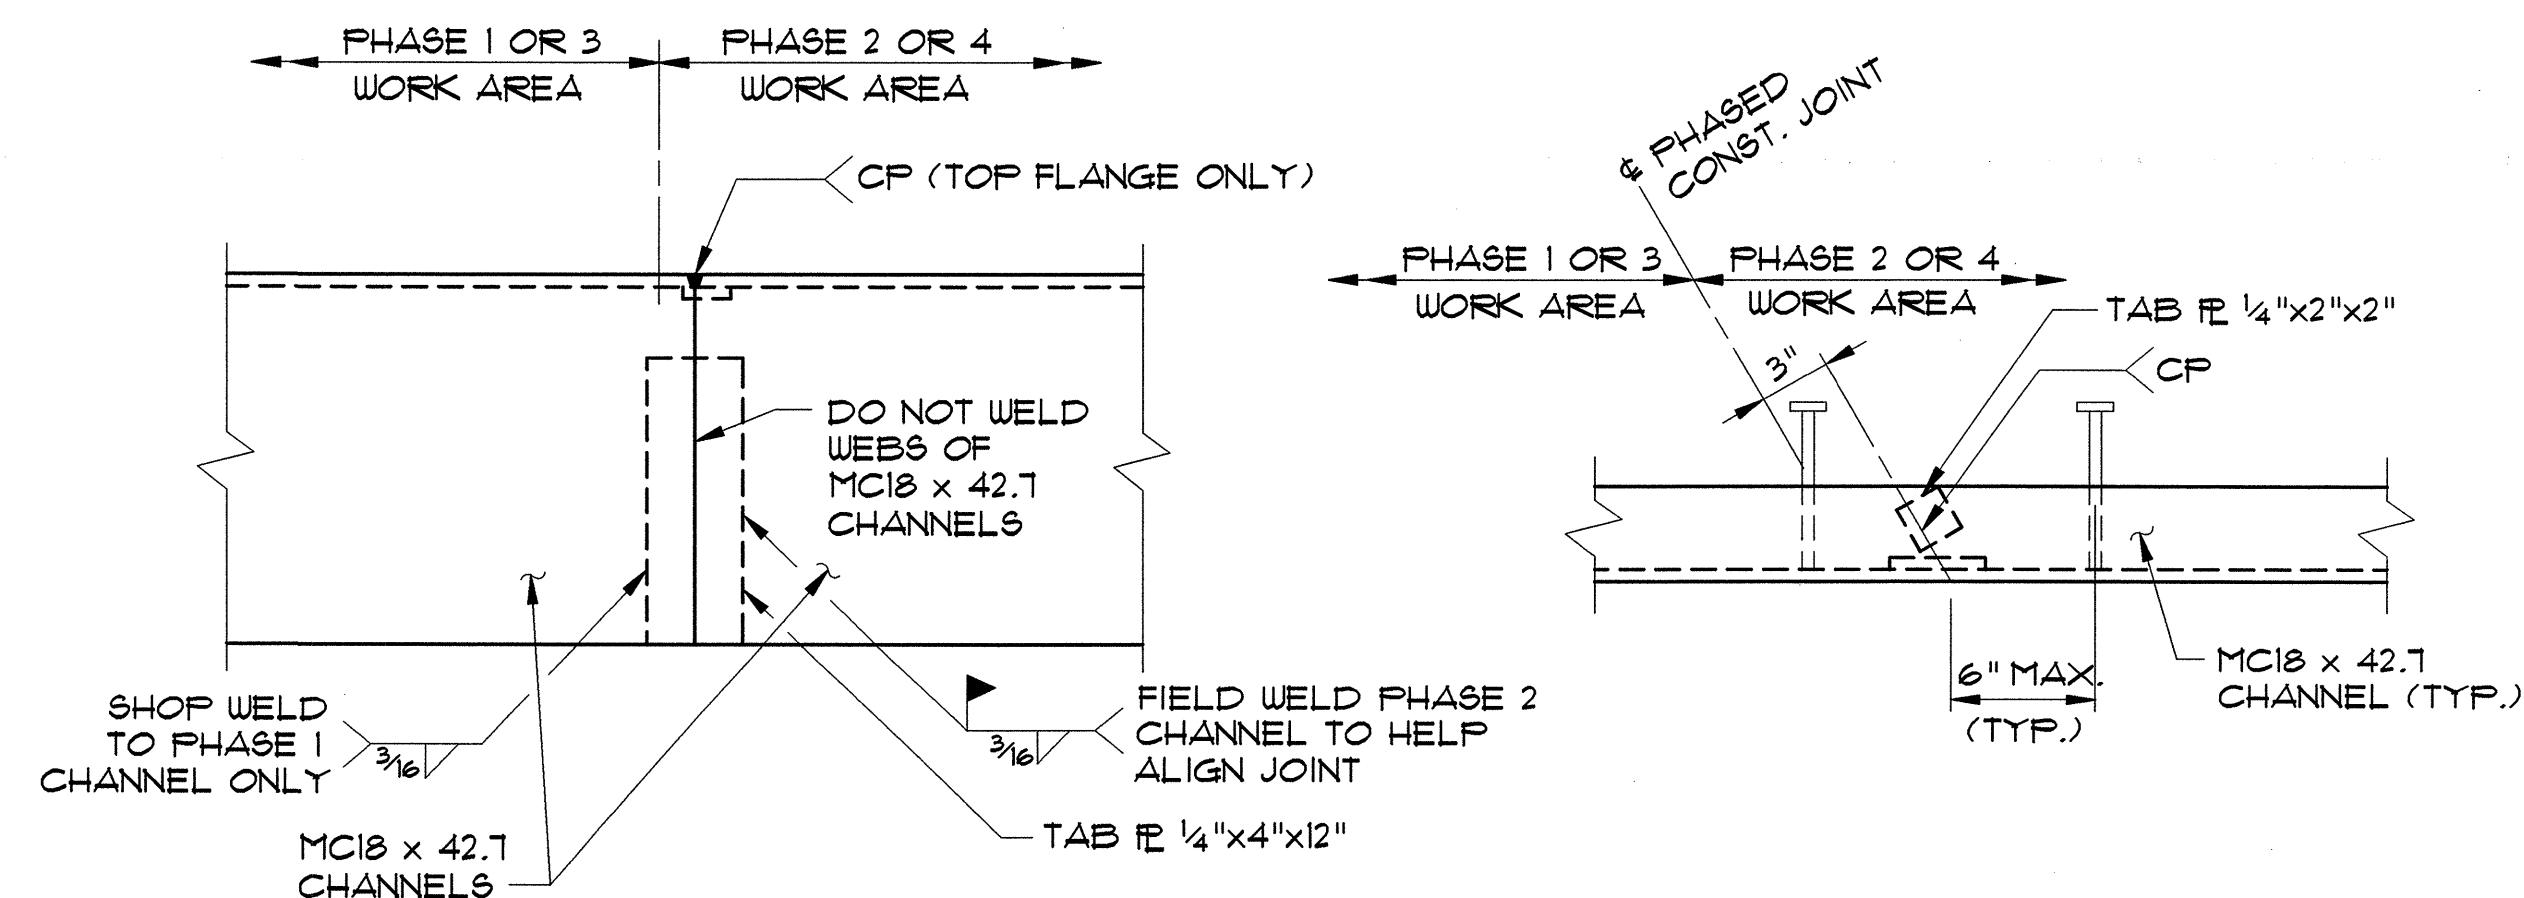 PHASE 1 OR 3
WORK AREA
PHASE 2 OR 4
WORK AREA
CP (TOP FLANGE ONLY)
DO NOT WELD
WEBS OF
MC18 x 42.7
CHANNELS
SHOP WELD
TO PHASE 1
CHANNEL ONLY
3/16
MC18 x 42.7
CHANNELS
3/16
FIELD WELD PHASE 2
CHANNEL TO HELP
ALIGN JOINT
TAB PL 1/4"x4"x12"
℄ PHASED
CONST. JOINT
PHASE 1 OR 3
WORK AREA
PHASE 2 OR 4
WORK AREA
TAB PL 1/4"x2"x2"
3"
CP
6" MAX.
(TYP.)
MC18 x 42.7
CHANNEL (TYP.)